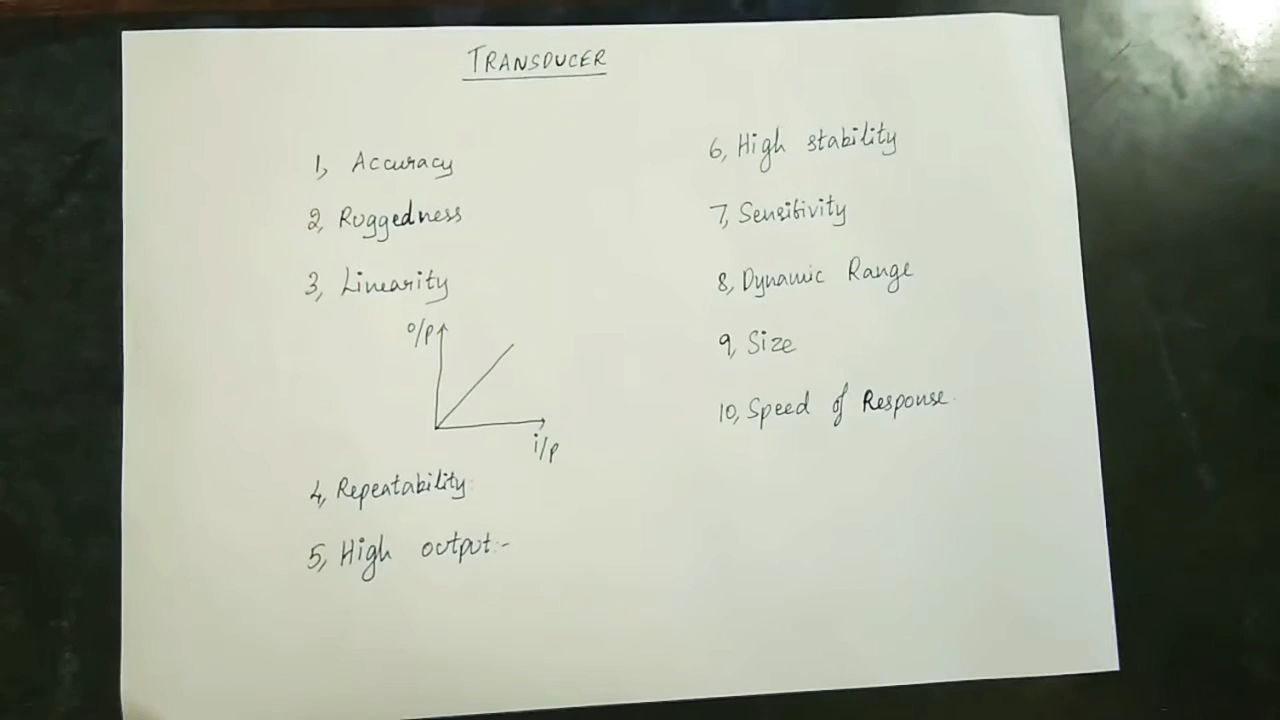 TRANSDUCER
1, Accuracy
2, Ruggedness
3, Linearity
o/p
i/p
4, Repeatability
5, High output:-
6, High stability
7, Sensitivity
8, Dynamic Range
9, Size
10, Speed of Response.